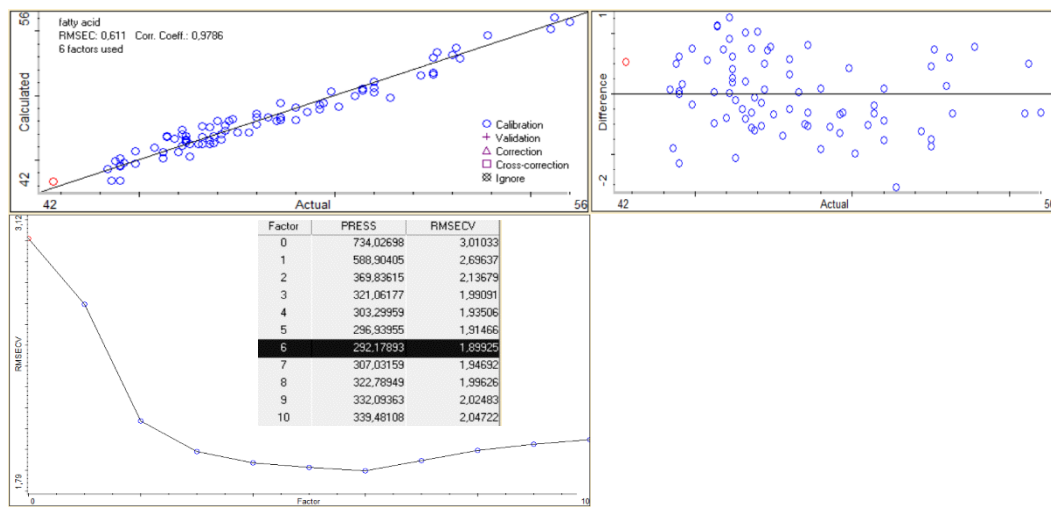 56
fatty acid
RMSEC: 0,611 Corr. Coeff.: 0,9786
6 factors used
Calculated
42
Calibration
Validation
Correction
Cross-correction
Ignore
42 Actual 56
1
Difference
-2
42 Actual 56
3,12
RMSECV
1,79
0 Factor 10
Factor PRESS RMSECV
0 734,02698 3,01033
1 588,90405 2,69637
2 369,83615 2,13679
3 321,06177 1,99091
4 303,29959 1,93506
5 296,93955 1,91466
6 292,17893 1,89925
7 307,03159 1,94692
8 322,78949 1,99626
9 332,09363 2,02483
10 339,48108 2,04722